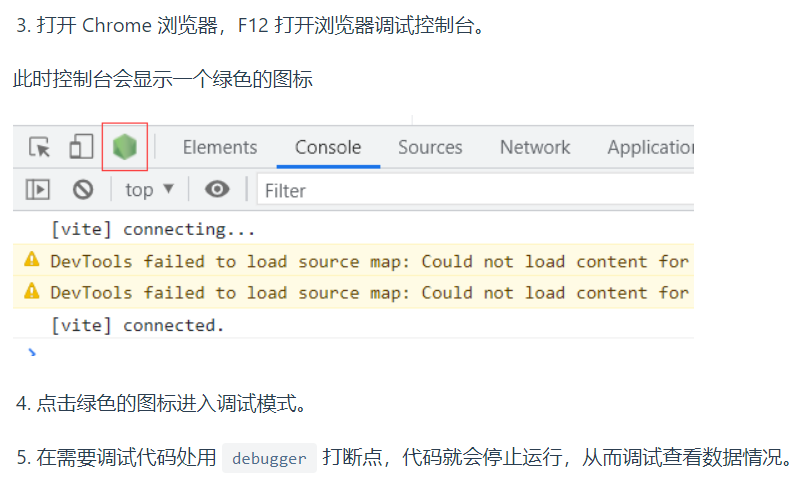 3. 打开 Chrome 浏览器，F12 打开浏览器调试控制台。
此时控制台会显示一个绿色的图标
Elements Console Sources Network Application
top ▼ Filter
[vite] connecting...
DevTools failed to load source map: Could not load content for
DevTools failed to load source map: Could not load content for
[vite] connected.
4. 点击绿色的图标进入调试模式。
5. 在需要调试代码处用 debugger 打断点，代码就会停止运行，从而调试查看数据情况。